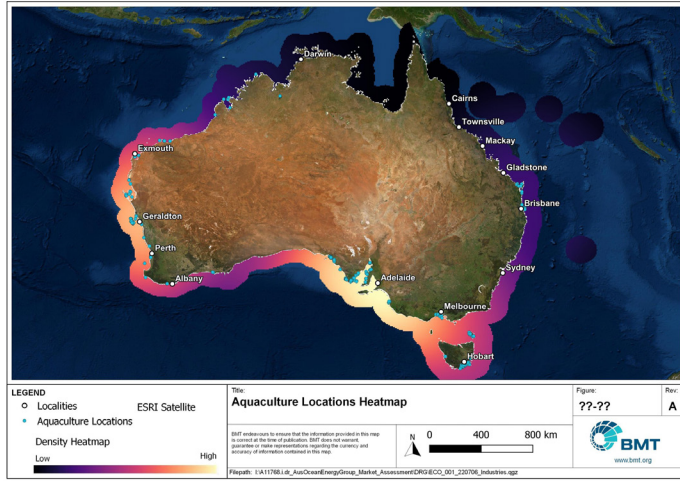 Darwin
Cairns
Townsville
Mackay
Exmouth
Gladstone
Brisbane
Geraldton
Perth
Albany
Adelaide
Sydney
Melbourne
Hobart
LEGEND
Localities
ESRI Satellite
Aquaculture Locations
Density Heatmap
Low
High
Title:
Aquaculture Locations Heatmap
BMT endeavours to ensure that the information provided in this map
is correct at the time of publication. BMT does not warrant,
guarantee or make representations regarding the currency and
accuracy of information contained in this map.
N
0 400 800 km
Figure:
??-??
Rev:
A
BMT
www.bmt.org
Filepath: I:\A11768.i.dr_AusOceanEnergyGroup_Market_Assessment\DRG\ECO_001_220706_Industries.qgz